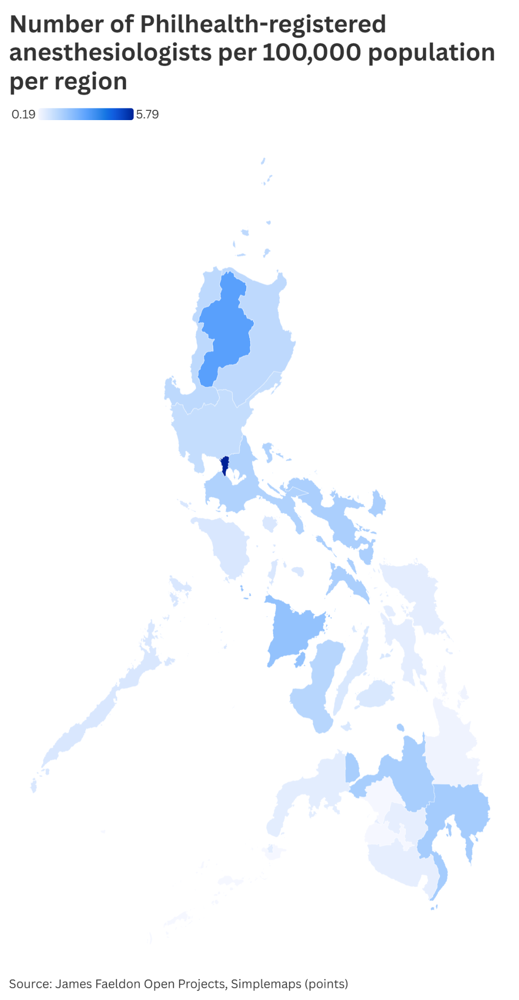 Number of Philhealth-registered
anesthesiologists per 100,000 population
per region
0.19 5.79
Source: James Faeldon Open Projects, Simplemaps (points)